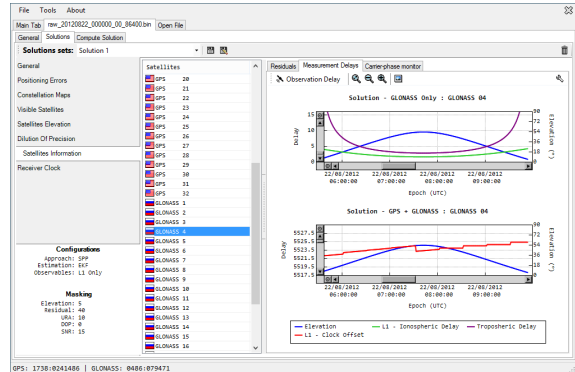 File Tools About
Main Tab raw_20120822_000000_00_86400.bin Open File
General Solutions Compute Solution
Solutions sets: Solution 1
General
Positioning Errors
Constellation Maps
Visible Satellites
Satellites Elevation
Dilution Of Precision
Satellites Information
Receiver Clock
Configurations
Approach: SPP
Estimation: EKF
Observables: L1 Only
Masking
Elevation: 5
Residual: 40
URA: 10
DOP: 0
SNR: 15
Satellites
GPS 20
GPS 21
GPS 22
GPS 23
GPS 24
GPS 25
GPS 26
GPS 27
GPS 28
GPS 29
GPS 30
GPS 31
GPS 32
GLONASS 1
GLONASS 2
GLONASS 3
GLONASS 4
GLONASS 5
GLONASS 6
GLONASS 7
GLONASS 8
GLONASS 9
GLONASS 10
GLONASS 11
GLONASS 12
GLONASS 13
GLONASS 14
GLONASS 15
GLONASS 16
Residuals Measurement Delays Carrier-phase monitor
Observation Delay
Solution - GLONASS Only : GLONASS 04
Delay
15
10
5
0
90
72
54
36
18
0
Elevation (°)
22/08/2012 22/08/2012 22/08/2012 22/08/2012
06:00:00 07:00:00 08:00:00 09:00:00
Epoch (UTC)
Solution - GPS + GLONASS : GLONASS 04
Delay
5527.5
5525.5
5523.5
5521.5
5519.5
5517.5
90
72
54
36
18
0
Elevation (°)
22/08/2012 22/08/2012 22/08/2012 22/08/2012
06:00:00 07:00:00 08:00:00 09:00:00
Epoch (UTC)
Elevation L1 - Ionospheric Delay Troposheric Delay
L1 - Clock Offset
GPS: 1738:0241486 | GLONASS: 0486:079471